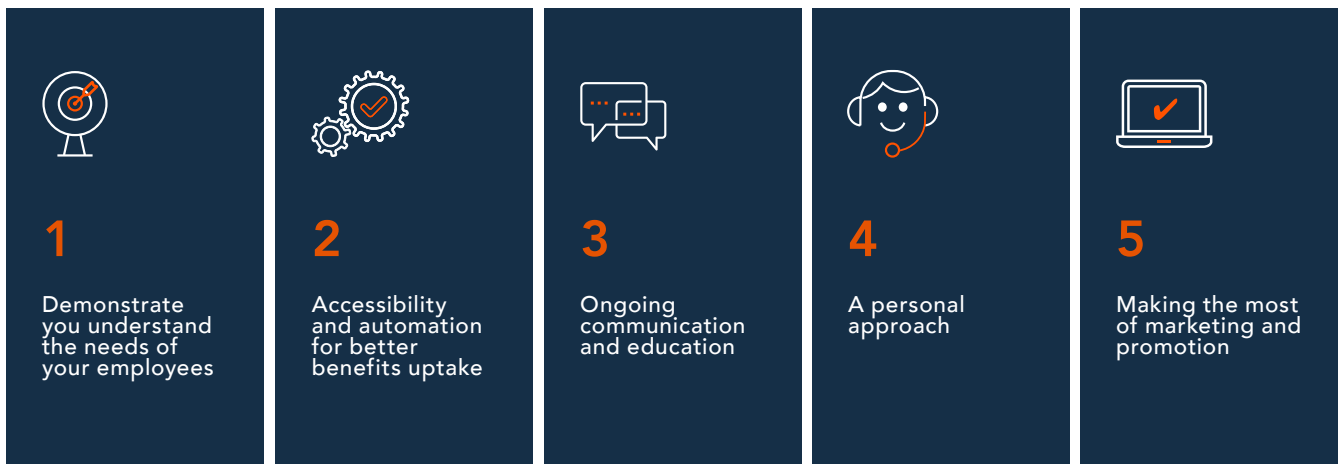 1
Demonstrate
you understand
the needs of
your employees
2
Accessibility
and automation
for better
benefits uptake
3
Ongoing
communication
and education
4
A personal
approach
5
Making the most
of marketing and
promotion